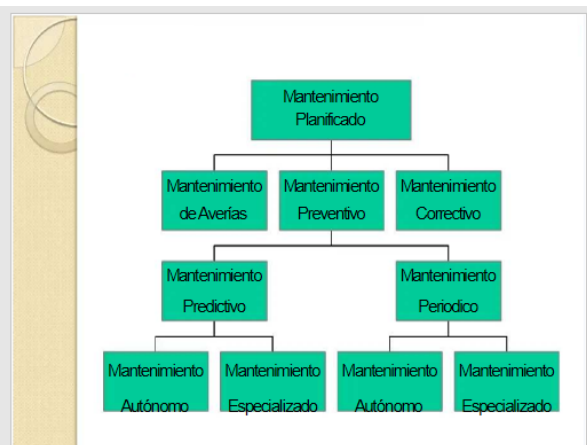 Mantenimiento
Planificado
Mantenimiento
de Averías
Mantenimiento
Preventivo
Mantenimiento
Correctivo
Mantenimiento
Predictivo
Mantenimiento
Periodico
Mantenimiento
Autónomo
Mantenimiento
Especializado
Mantenimiento
Autónomo
Mantenimiento
Especializado